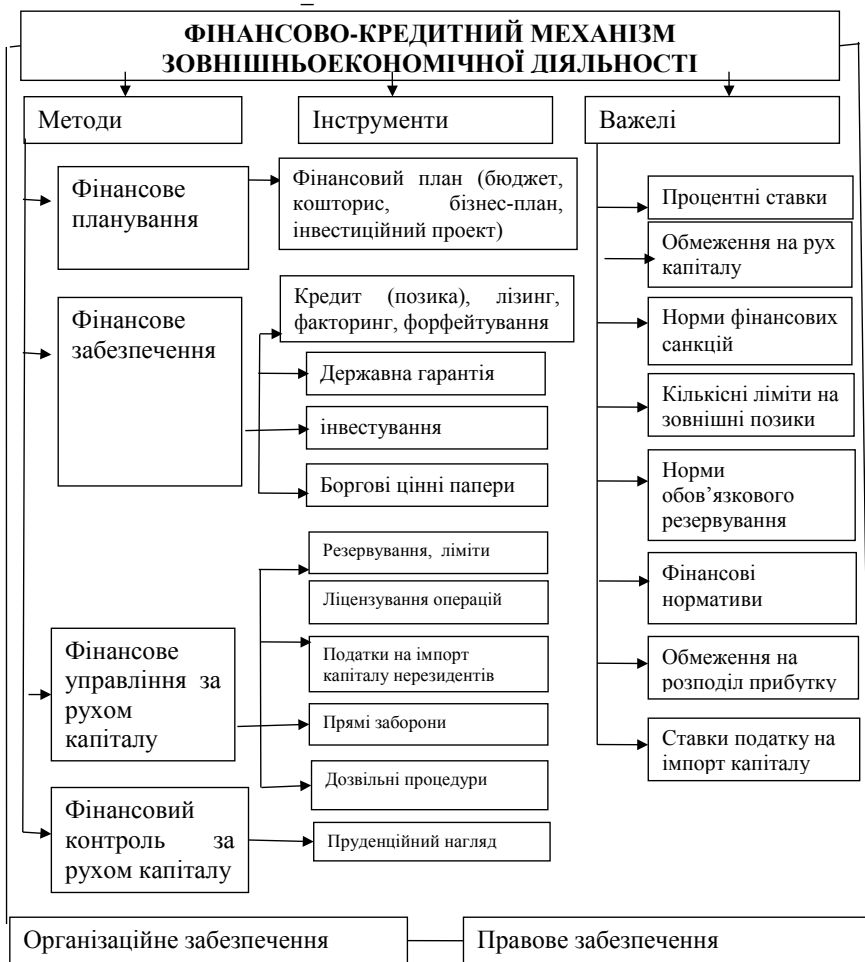 ФІНАНСОВО-КРЕДИТНИЙ МЕХАНІЗМ
ЗОВНІШНЬОЕКОНОМІЧНОЇ ДІЯЛЬНОСТІ
Методи
Інструменти
Важелі
Фінансове
планування
Фінансовий план (бюджет,
кошторис, бізнес-план,
інвестиційний проект)
Фінансове
забезпечення
Кредит (позика), лізинг,
факторинг, форфейтування
Державна гарантія
інвестування
Боргові цінні папери
Фінансове
управління за
рухом
капіталу
Резервування, ліміти
Ліцензування операцій
Податки на імпорт
капіталу нерезидентів
Прямі заборони
Дозвільні процедури
Фінансовий
контроль за
рухом капіталу
Пруденційний нагляд
Процентні ставки
Обмеження на рух
капіталу
Норми фінансових
санкцій
Кількісні ліміти на
зовнішні позики
Норми
обов’язкового
резервування
Фінансові
нормативи
Обмеження на
розподіл прибутку
Ставки податку на
імпорт капіталу
Організаційне забезпечення
Правове забезпечення